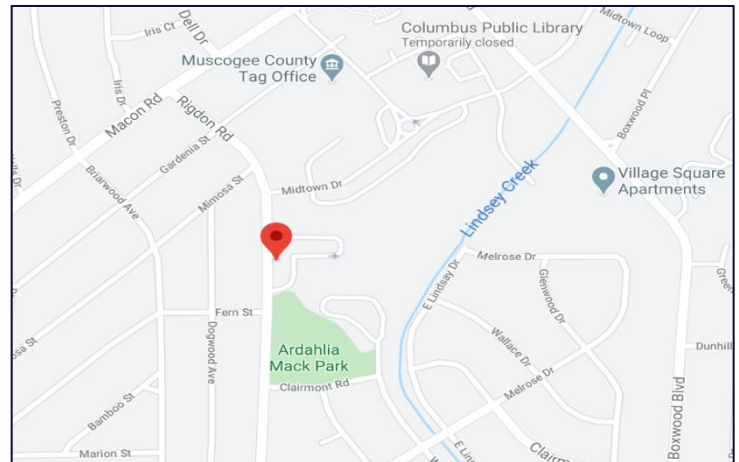 Iris Ct
Dell Dr
Columbus Public Library
Temporarily closed
Midtown Loop
Muscogee County
Tag Office
Iris Dr
Preston Dr
Macon Rd
Rigdon Rd
Boxwood Pl
Gardenia St
Briarwood Ave
Mimosa St
Midtown Dr
Lindsey Creek
Village Square
Apartments
E Lindsay Dr
Melrose Dr
Glenwood Dr
Fern St
Dogwood Ave
Wallace Dr
Dunhill
Ardahlia
Mack Park
Clairmont Rd
Melrose Dr
Boxwood Blvd
Bamboo St
Marion St